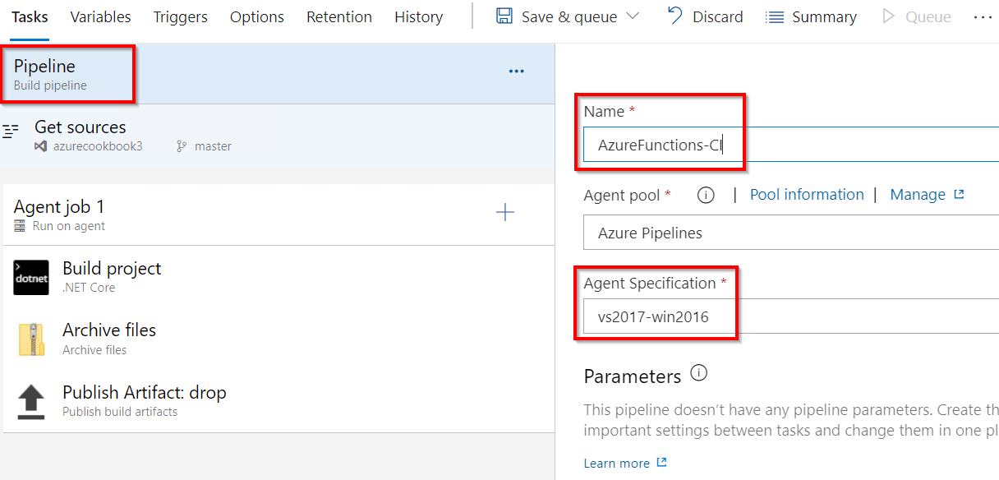 Tasks Variables Triggers Options Retention History Save & queue Discard Summary Queue ...
Pipeline
Build pipeline
Get sources
azurecookbook3 master
Agent job 1
Run on agent
dotnet
Build project
.NET Core
Archive files
Archive files
Publish Artifact: drop
Publish build artifacts
Name *
AzureFunctions-CI
Agent pool * | Pool information | Manage
Azure Pipelines
Agent Specification *
vs2017-win2016
Parameters
This pipeline doesn't have any pipeline parameters. Create th
important settings between tasks and change them in one pl
Learn more